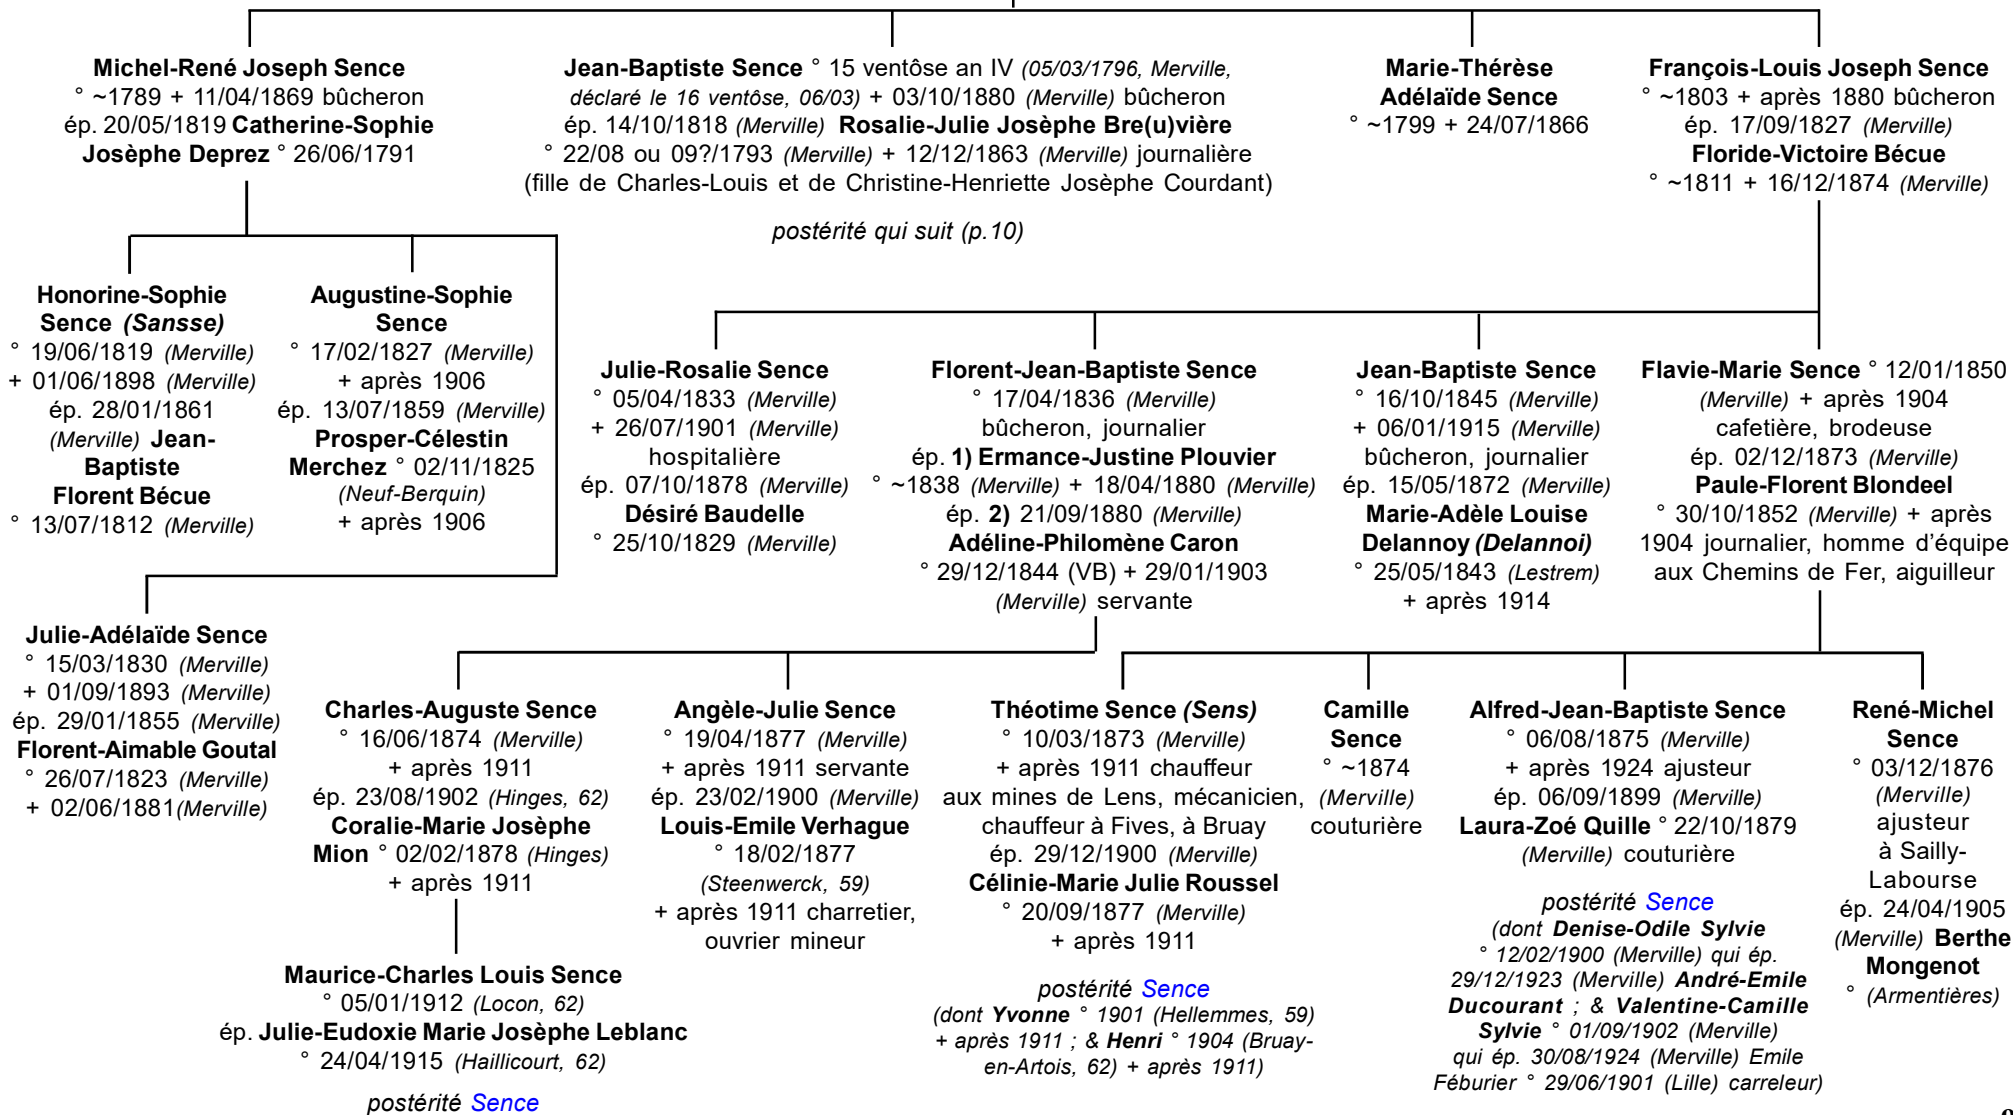 Michel-René Joseph Sence
° ~1789 + 11/04/1869 bûcheron
ép. 20/05/1819 Catherine-Sophie
Josèphe Deprez ° 26/06/1791
Jean-Baptiste Sence ° 15 ventôse an IV (05/03/1796, Merville,
déclaré le 16 ventôse, 06/03) + 03/10/1880 (Merville) bûcheron
ép. 14/10/1818 (Merville) Rosalie-Julie Josèphe Bre(u)vière
° 22/08 ou 09?/1793 (Merville) + 12/12/1863 (Merville) journalière
(fille de Charles-Louis et de Christine-Henriette Josèphe Courdant)
postérité qui suit (p.10)
Marie-Thérèse
Adélaïde Sence
° ~1799 + 24/07/1866
François-Louis Joseph Sence
° ~1803 + après 1880 bûcheron
ép. 17/09/1827 (Merville)
Floride-Victoire Bécue
° ~1811 + 16/12/1874 (Merville)
Honorine-Sophie
Sence (Sansse)
° 19/06/1819 (Merville)
+ 01/06/1898 (Merville)
ép. 28/01/1861
(Merville) Jean-
Baptiste
Florent Bécue
° 13/07/1812 (Merville)
Augustine-Sophie
Sence
° 17/02/1827 (Merville)
+ après 1906
ép. 13/07/1859 (Merville)
Prosper-Célestin
Merchez ° 02/11/1825
(Neuf-Berquin)
+ après 1906
Julie-Rosalie Sence
° 05/04/1833 (Merville)
+ 26/07/1901 (Merville)
hospitalière
ép. 07/10/1878 (Merville)
Désiré Baudelle
° 25/10/1829 (Merville)
Florent-Jean-Baptiste Sence
° 17/04/1836 (Merville)
bûcheron, journalier
ép. 1) Ermance-Justine Plouvier
° ~1838 (Merville) + 18/04/1880 (Merville)
ép. 2) 21/09/1880 (Merville)
Adéline-Philomène Caron
° 29/12/1844 (VB) + 29/01/1903
(Merville) servante
Jean-Baptiste Sence
° 16/10/1845 (Merville)
+ 06/01/1915 (Merville)
bûcheron, journalier
ép. 15/05/1872 (Merville)
Marie-Adèle Louise
Delannoy (Delannoi)
° 25/05/1843 (Lestrem)
+ après 1914
Flavie-Marie Sence ° 12/01/1850
(Merville) + après 1904
cafetière, brodeuse
ép. 02/12/1873 (Merville)
Paule-Florent Blondeel
° 30/10/1852 (Merville) + après
1904 journalier, homme d'équipe
aux Chemins de Fer, aiguilleur
Julie-Adélaïde Sence
° 15/03/1830 (Merville)
+ 01/09/1893 (Merville)
ép. 29/01/1855 (Merville)
Florent-Aimable Goutal
° 26/07/1823 (Merville)
+ 02/06/1881(Merville)
Charles-Auguste Sence
° 16/06/1874 (Merville)
+ après 1911
ép. 23/08/1902 (Hinges, 62)
Coralie-Marie Josèphe
Mion ° 02/02/1878 (Hinges)
+ après 1911
Angèle-Julie Sence
° 19/04/1877 (Merville)
+ après 1911 servante
ép. 23/02/1900 (Merville)
Louis-Emile Verhague
° 18/02/1877
(Steenwerck, 59)
+ après 1911 charretier,
ouvrier mineur
Théotime Sence (Sens)
° 10/03/1873 (Merville)
+ après 1911 chauffeur
aux mines de Lens, mécanicien,
chauffeur à Fives, à Bruay
ép. 29/12/1900 (Merville)
Célinie-Marie Julie Roussel
° 20/09/1877 (Merville)
+ après 1911
postérité Sence
(dont Yvonne ° 1901 (Hellemmes, 59)
+ après 1911 ; & Henri ° 1904 (Bruay-
en-Artois, 62) + après 1911)
Camille
Sence
° ~1874
(Merville)
couturière
Alfred-Jean-Baptiste Sence
° 06/08/1875 (Merville)
+ après 1924 ajusteur
ép. 06/09/1899 (Merville)
Laura-Zoé Quille ° 22/10/1879
(Merville) couturière
postérité Sence
(dont Denise-Odile Sylvie
° 12/02/1900 (Merville) qui ép.
29/12/1923 (Merville) André-Emile
Ducourant ; & Valentine-Camille
Sylvie ° 01/09/1902 (Merville)
qui ép. 30/08/1924 (Merville) Emile
Féburier ° 29/06/1901 (Lille) carreleur)
René-Michel
Sence
° 03/12/1876
(Merville)
ajusteur
à Sailly-
Labourse
ép. 24/04/1905
(Merville) Berthe
Mongenot
° (Armentières)
Maurice-Charles Louis Sence
° 05/01/1912 (Locon, 62)
ép. Julie-Eudoxie Marie Josèphe Leblanc
° 24/04/1915 (Haillicourt, 62)
postérité Sence